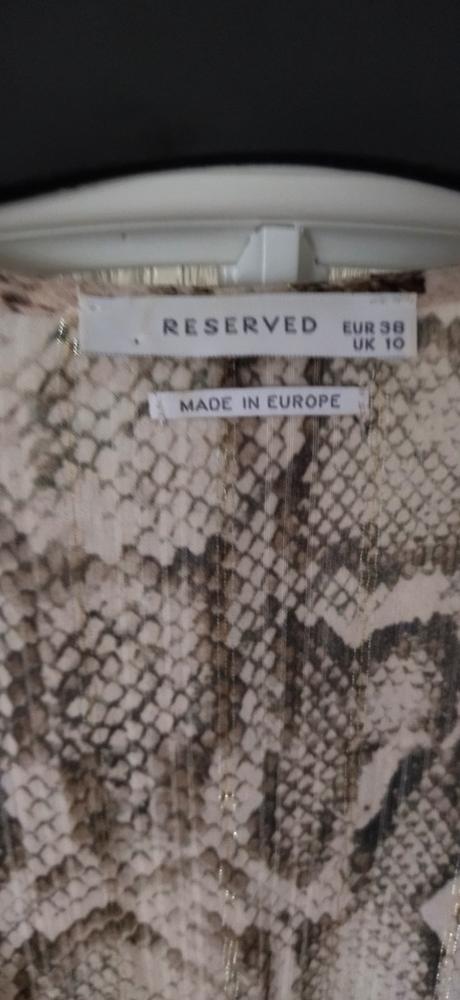 RESERVED
EUR 38
UK 10
MADE IN EUROPE